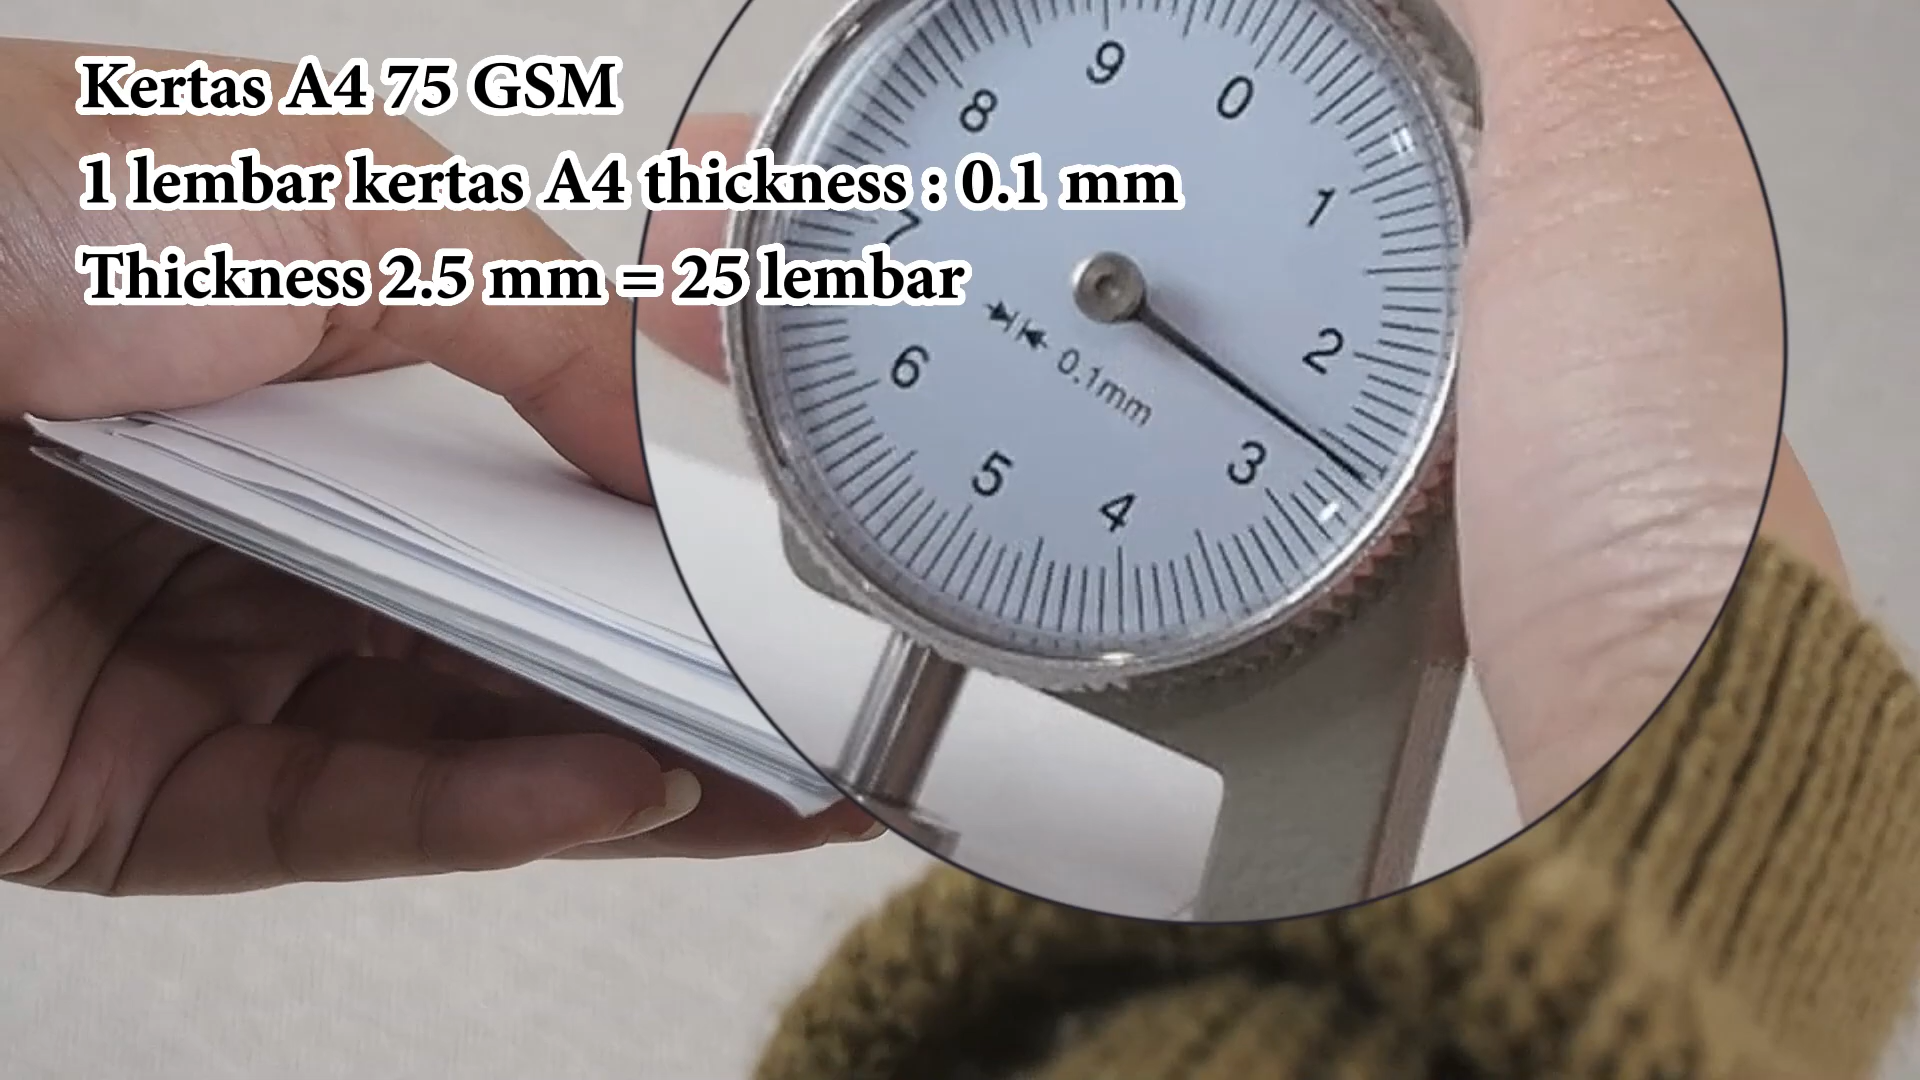 Kertas A4 75 GSM
1 lembar kertas A4 thickness : 0.1 mm
Thickness 2.5 mm = 25 lembar
9
0
8
1
7
2
6
0.1mm
3
5
4